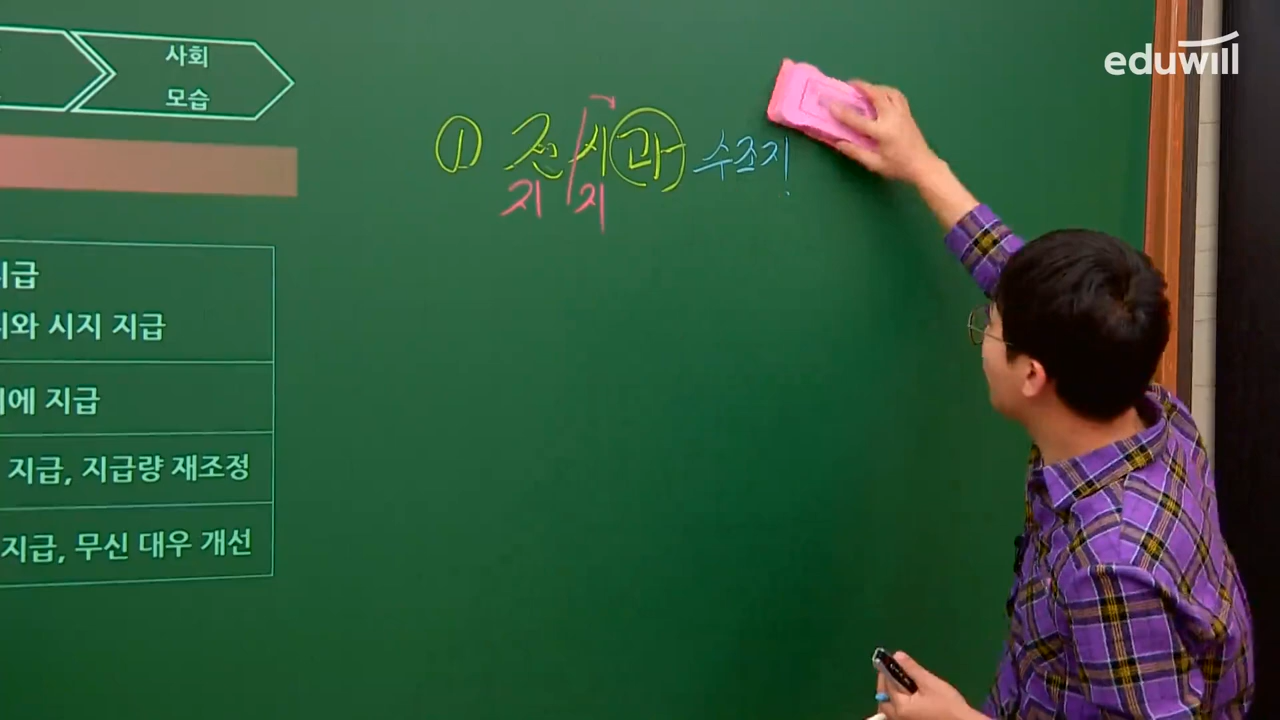 eduwill
사회
모습
① 전시과 수조지!
지 지
지급
와 시지 지급
에 지급
지급, 지급량 재조정
지급, 무신 대우 개선